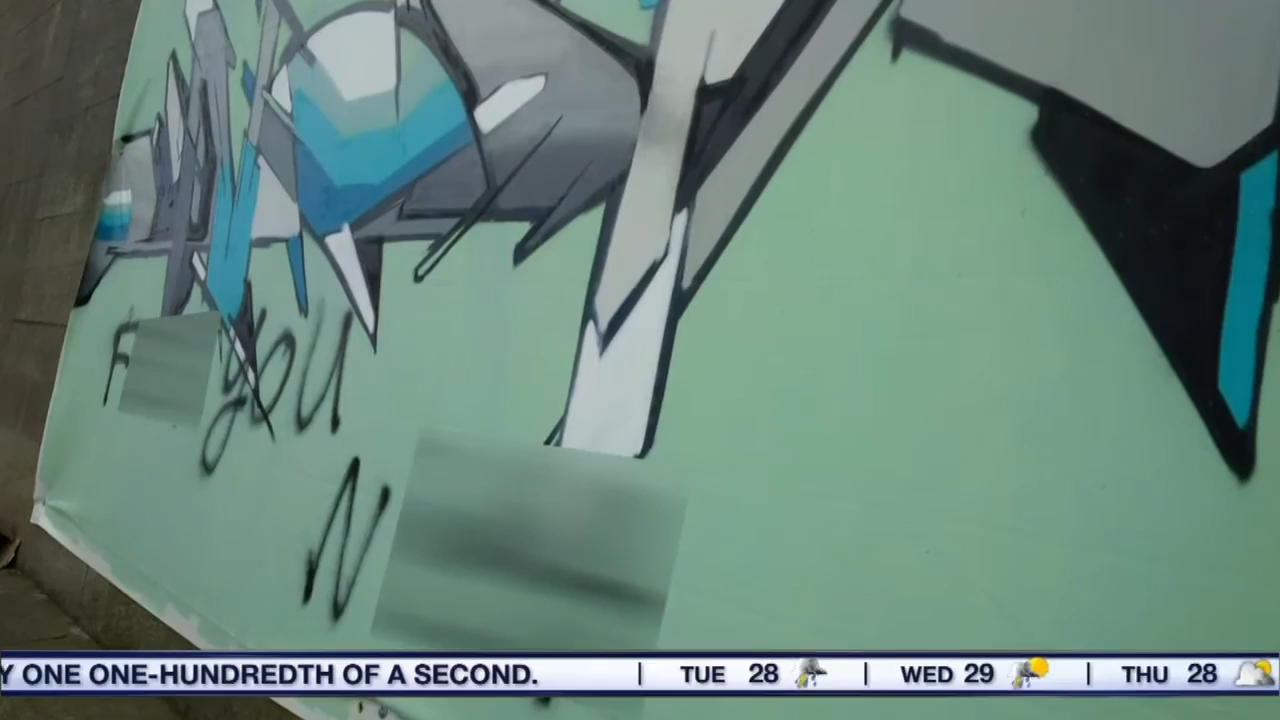 F you
N
Y ONE ONE-HUNDREDTH OF A SECOND. | TUE 28 | WED 29 | THU 28